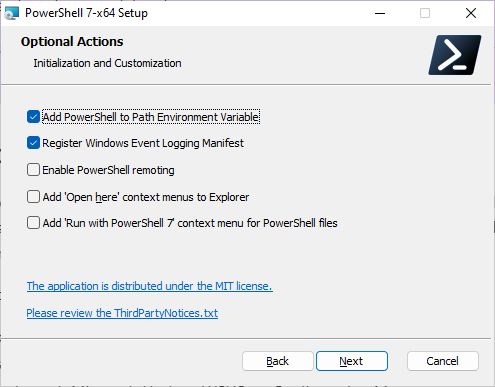 PowerShell 7-x64 Setup
Optional Actions
Initialization and Customization
Add PowerShell to Path Environment Variable
Register Windows Event Logging Manifest
Enable PowerShell remoting
Add 'Open here' context menus to Explorer
Add 'Run with PowerShell 7' context menu for PowerShell files
The application is distributed under the MIT license.
Please review the ThirdPartyNotices.txt
Back Next Cancel